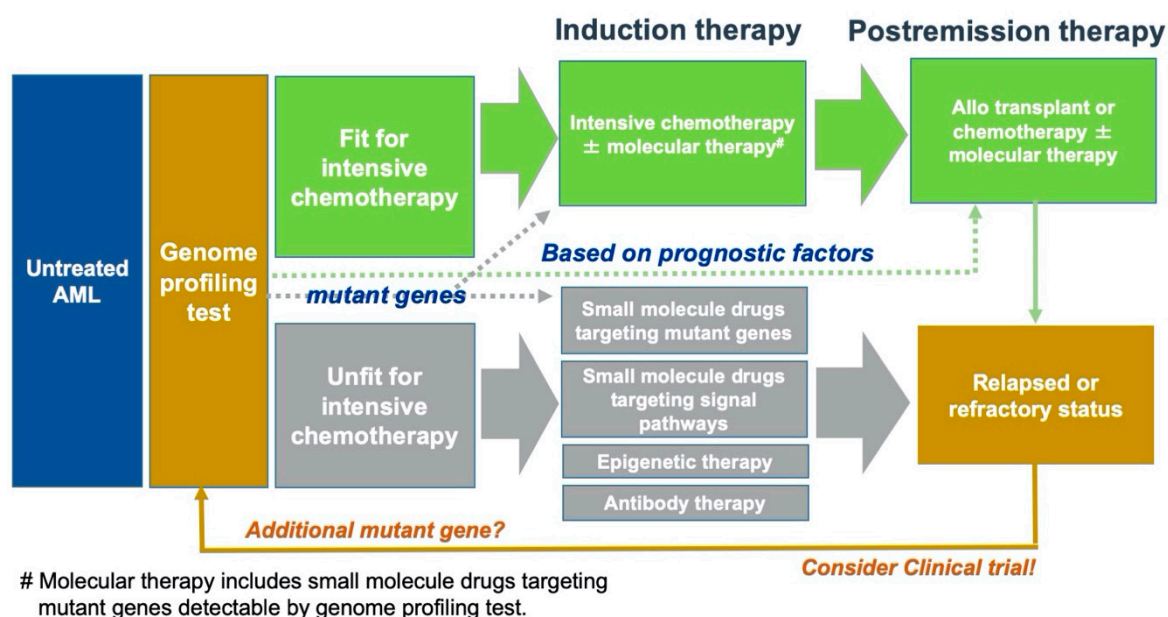 Induction therapy
Postremission therapy
Untreated
AML
Genome
profiling
test
Fit for
intensive
chemotherapy
Intensive chemotherapy
± molecular therapy#
Allo transplant or
chemotherapy ±
molecular therapy
Based on prognostic factors
mutant genes
Unfit for
intensive
chemotherapy
Small molecule drugs
targeting mutant genes
Small molecule drugs
targeting signal
pathways
Epigenetic therapy
Antibody therapy
Relapsed or
refractory status
Additional mutant gene?
Consider Clinical trial!
# Molecular therapy includes small molecule drugs targeting
mutant genes detectable by genome profiling test.